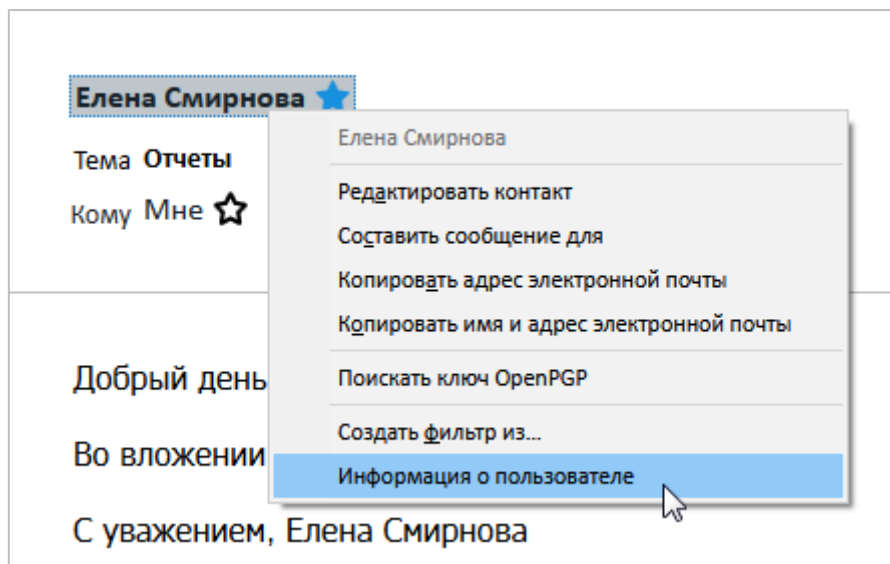 Елена Смирнова
Елена Смирнова
Тема Отчеты
Редактировать контакт
Кому Мне
Составить сообщение для
Копировать адрес электронной почты
Копировать имя и адрес электронной почты
Добрый день
Поискать ключ OpenPGP
Создать фильтр из...
Во вложении
Информация о пользователе
С уважением, Елена Смирнова